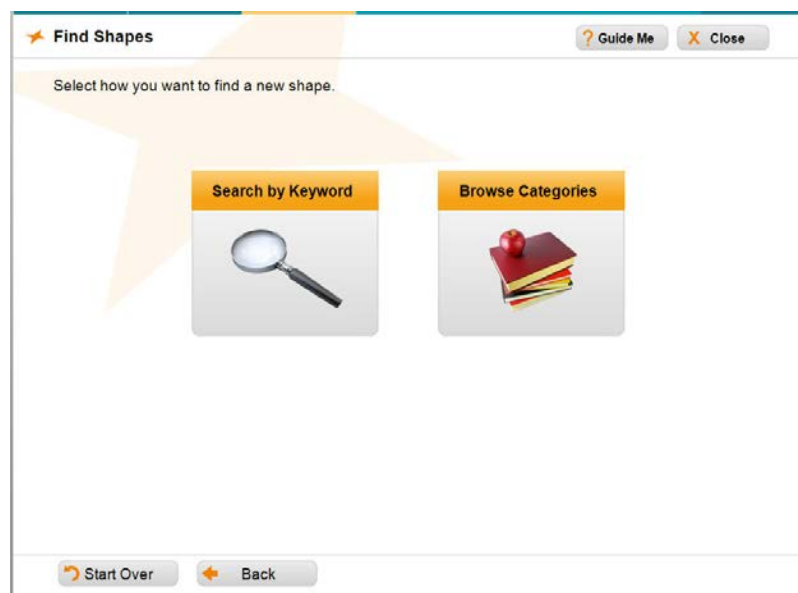 Find Shapes
? Guide Me
X Close
Select how you want to find a new shape.
Search by Keyword
Browse Categories
Start Over
Back